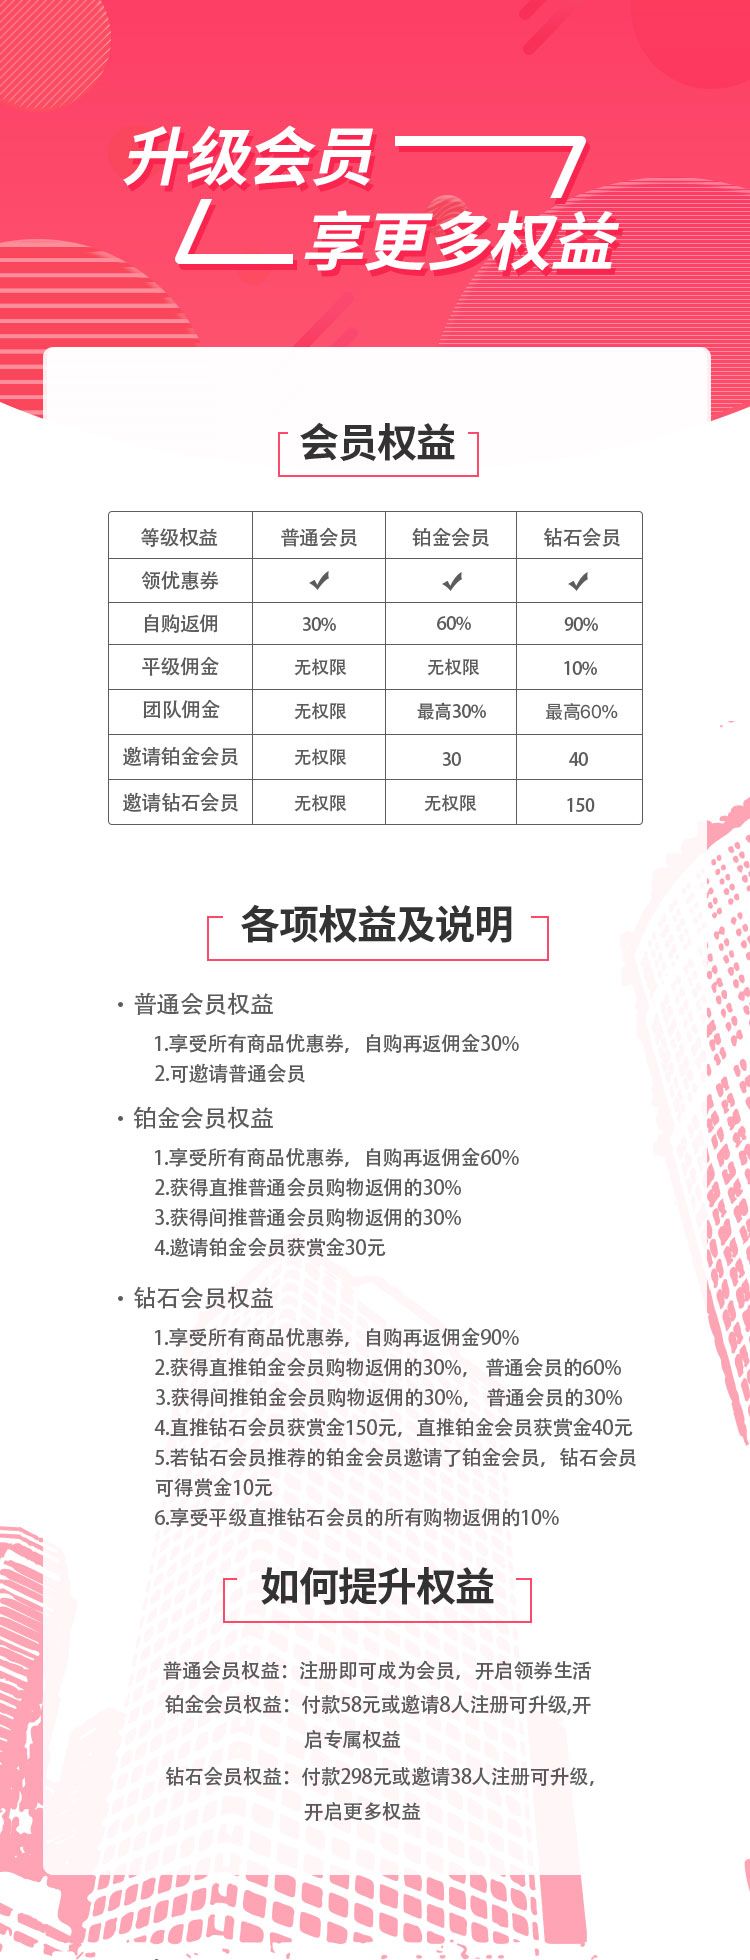 升级会员
享更多权益
会员权益
等级权益 普通会员 铂金会员 钻石会员
领优惠券 ✓ ✓ ✓
自购返佣 30% 60% 90%
平级佣金 无权限 无权限 10%
团队佣金 无权限 最高30% 最高60%
邀请铂金会员 无权限 30 40
邀请钻石会员 无权限 无权限 150
各项权益及说明
· 普通会员权益
1.享受所有商品优惠券，自购再返佣金30%
2.可邀请普通会员
· 铂金会员权益
1.享受所有商品优惠券，自购再返佣金60%
2.获得直推普通会员购物返佣的30%
3.获得间推普通会员购物返佣的30%
4.邀请铂金会员获赏金30元
· 钻石会员权益
1.享受所有商品优惠券，自购再返佣金90%
2.获得直推铂金会员购物返佣的30%， 普通会员的60%
3.获得间推铂金会员购物返佣的30%， 普通会员的30%
4.直推钻石会员获赏金150元，直推铂金会员获赏金40元
5.若钻石会员推荐的铂金会员邀请了铂金会员，钻石会员
可得赏金10元
6.享受平级直推钻石会员的所有购物返佣的10%
如何提升权益
普通会员权益：注册即可成为会员，开启领券生活
铂金会员权益：付款58元或邀请8人注册可升级,开
启专属权益
钻石会员权益：付款298元或邀请38人注册可升级，
开启更多权益